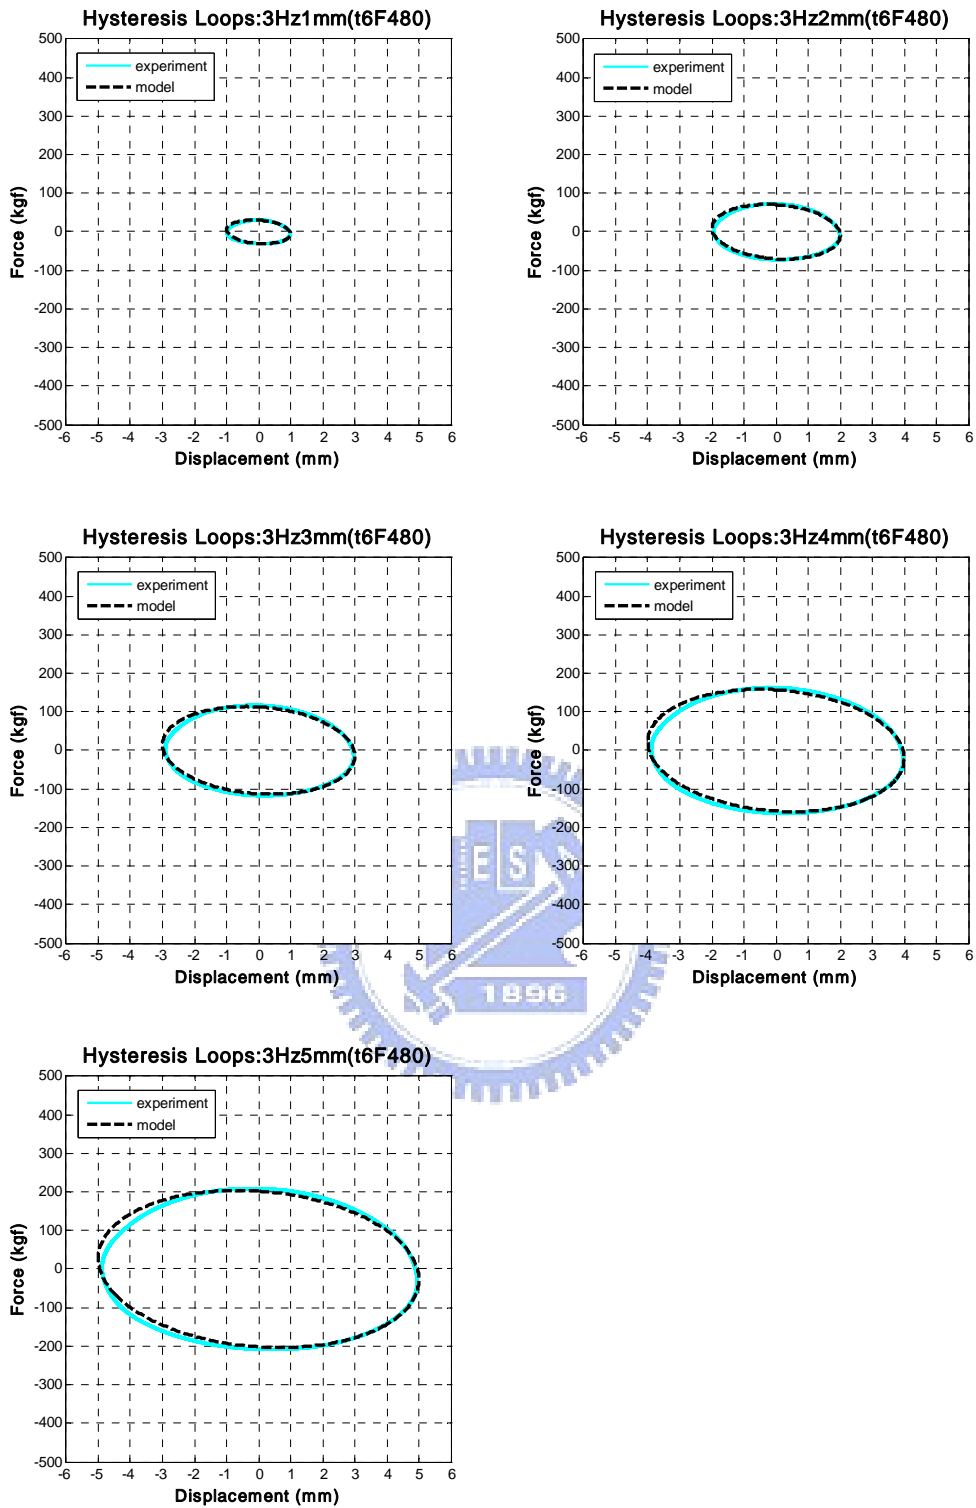 Hysteresis Loops:3Hz1mm(t6F480)
500
400
300
200
100
0
-100
-200
-300
-400
-500
Force (kgf)
experiment
model
-6 -5 -4 -3 -2 -1 0 1 2 3 4 5 6
Displacement (mm)
Hysteresis Loops:3Hz2mm(t6F480)
500
400
300
200
100
0
-100
-200
-300
-400
-500
Force (kgf)
experiment
model
-6 -5 -4 -3 -2 -1 0 1 2 3 4 5 6
Displacement (mm)
Hysteresis Loops:3Hz3mm(t6F480)
500
400
300
200
100
0
-100
-200
-300
-400
-500
Force (kgf)
experiment
model
-6 -5 -4 -3 -2 -1 0 1 2 3 4 5 6
Displacement (mm)
Hysteresis Loops:3Hz4mm(t6F480)
500
400
300
200
100
0
-100
-200
-300
-400
-500
Force (kgf)
experiment
model
-6 -5 -4 -3 -2 -1 0 1 2 3 4 5 6
Displacement (mm)
ES
1896
Hysteresis Loops:3Hz5mm(t6F480)
500
400
300
200
100
0
-100
-200
-300
-400
-500
Force (kgf)
experiment
model
-6 -5 -4 -3 -2 -1 0 1 2 3 4 5 6
Displacement (mm)